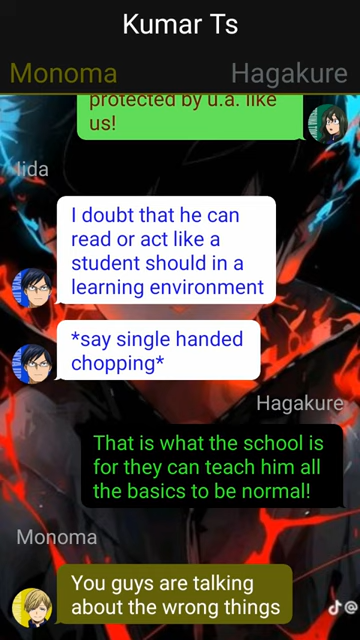 Kumar Ts
Monoma
Hagakure
protected by u.a. like
us!
Iida
I doubt that he can
read or act like a
student should in a
learning environment
*say single handed
chopping*
Hagakure
That is what the school is
for they can teach him all
the basics to be normal!
Monoma
You guys are talking
about the wrong things
@